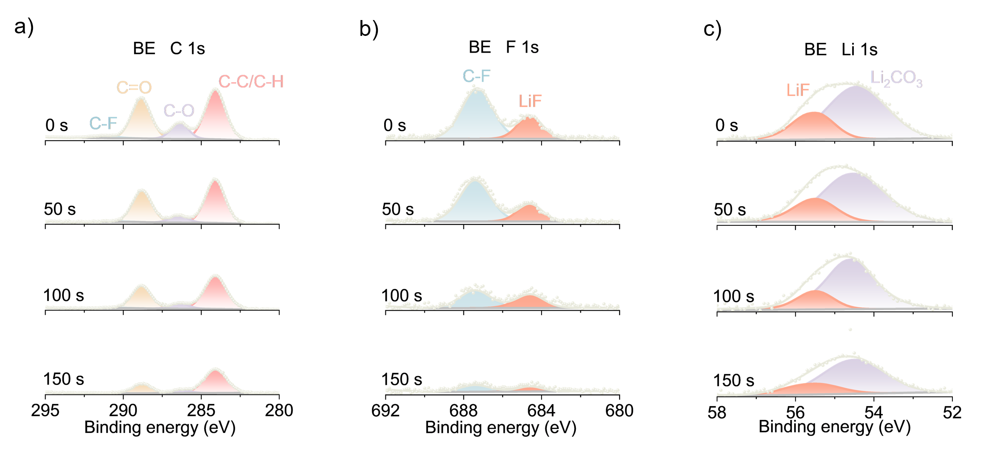 a)
BE C 1s
C-F
C=O
C-O
C-C/C-H
0 s
50 s
100 s
150 s
295 290 285 280
Binding energy (eV)
b)
BE F 1s
C-F
LiF
0 s
50 s
100 s
150 s
692 688 684 680
Binding energy (eV)
c)
BE Li 1s
LiF
Li₂CO₃
0 s
50 s
100 s
150 s
58 56 54 52
Binding energy (eV)